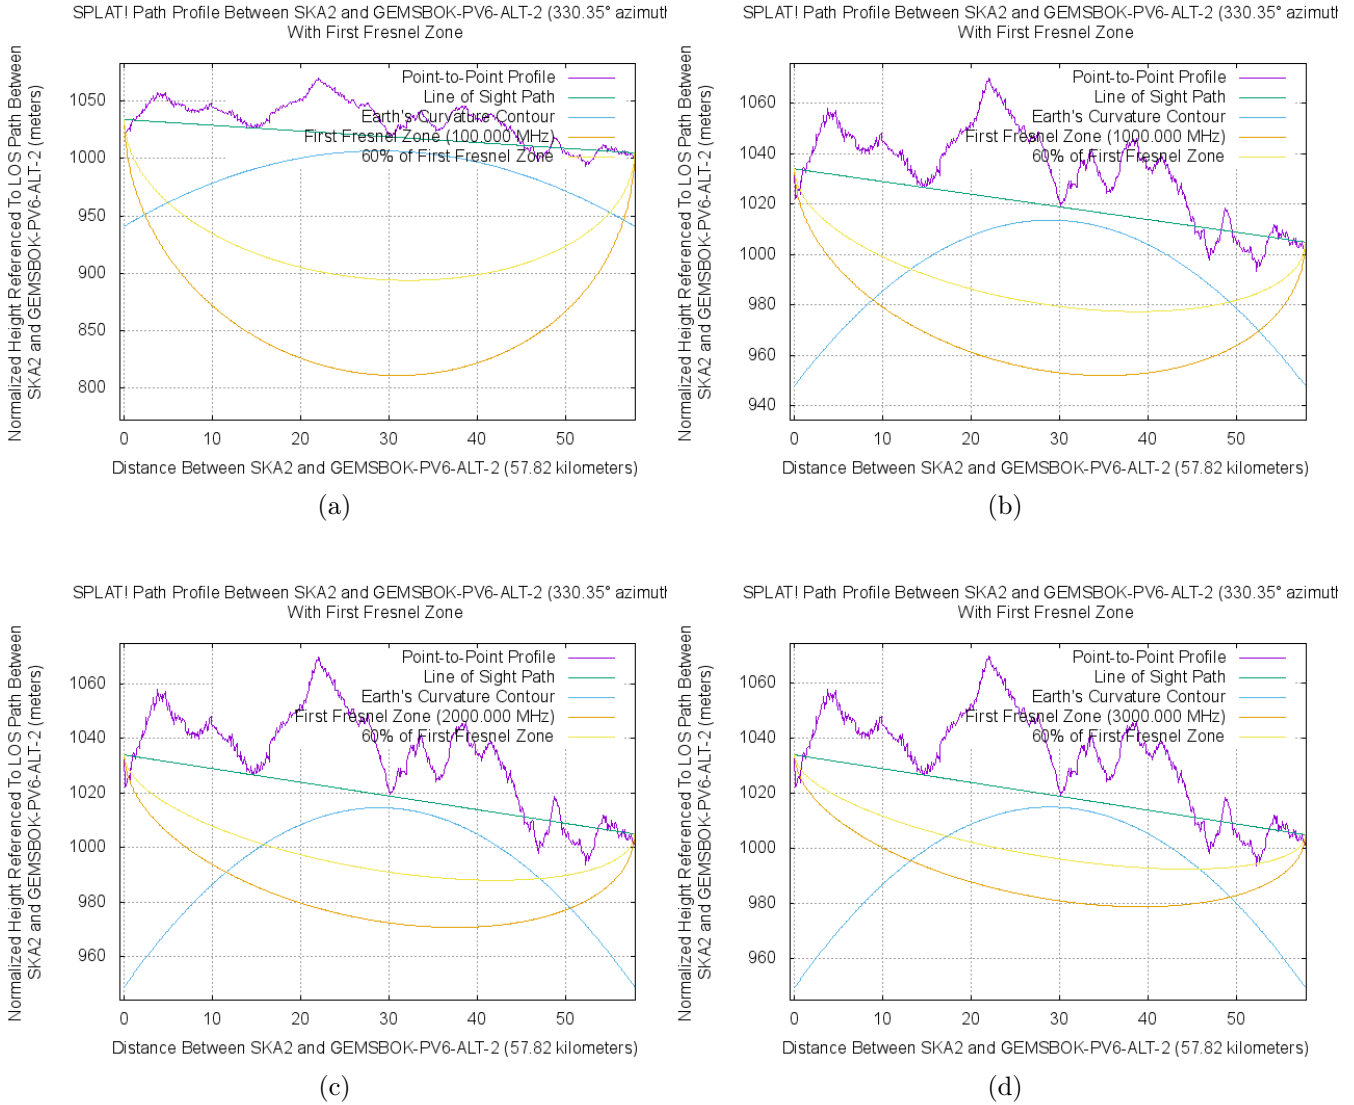 SPLAT! Path Profile Between SKA2 and GEMSBOK-PV6-ALT-2 (330.35° azimuth
With First Fresnel Zone
Normalized Height Referenced To LOS Path Between
SKA2 and GEMSBOK-PV6-ALT-2 (meters)
Point-to-Point Profile
Line of Sight Path
Earth's Curvature Contour
First Fresnel Zone (100.000 MHz)
60% of First Fresnel Zone
1050
1000
950
900
850
800
0 10 20 30 40 50
Distance Between SKA2 and GEMSBOK-PV6-ALT-2 (57.82 kilometers)
(a)
SPLAT! Path Profile Between SKA2 and GEMSBOK-PV6-ALT-2 (330.35° azimuth
With First Fresnel Zone
Normalized Height Referenced To LOS Path Between
SKA2 and GEMSBOK-PV6-ALT-2 (meters)
Point-to-Point Profile
Line of Sight Path
Earth's Curvature Contour
First Fresnel Zone (1000.000 MHz)
60% of First Fresnel Zone
1060
1040
1020
1000
980
960
940
0 10 20 30 40 50
Distance Between SKA2 and GEMSBOK-PV6-ALT-2 (57.82 kilometers)
(b)
SPLAT! Path Profile Between SKA2 and GEMSBOK-PV6-ALT-2 (330.35° azimuth
With First Fresnel Zone
Normalized Height Referenced To LOS Path Between
SKA2 and GEMSBOK-PV6-ALT-2 (meters)
Point-to-Point Profile
Line of Sight Path
Earth's Curvature Contour
First Fresnel Zone (2000.000 MHz)
60% of First Fresnel Zone
1060
1040
1020
1000
980
960
0 10 20 30 40 50
Distance Between SKA2 and GEMSBOK-PV6-ALT-2 (57.82 kilometers)
(c)
SPLAT! Path Profile Between SKA2 and GEMSBOK-PV6-ALT-2 (330.35° azimuth
With First Fresnel Zone
Normalized Height Referenced To LOS Path Between
SKA2 and GEMSBOK-PV6-ALT-2 (meters)
Point-to-Point Profile
Line of Sight Path
Earth's Curvature Contour
First Fresnel Zone (3000.000 MHz)
60% of First Fresnel Zone
1060
1040
1020
1000
980
960
0 10 20 30 40 50
Distance Between SKA2 and GEMSBOK-PV6-ALT-2 (57.82 kilometers)
(d)